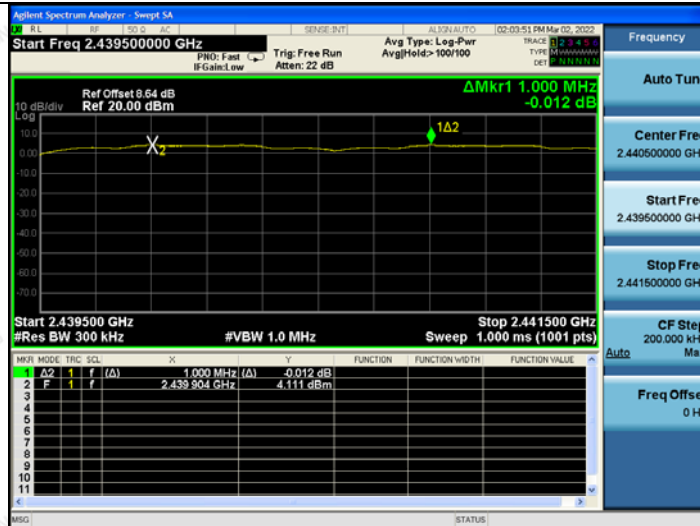 Agilent Spectrum Analyzer - Swept SA
RL RF 50 Ω AC SENSE:INT ALIGN AUTO 02:03:51 PM Mar 02, 2022
Start Freq 2.439500000 GHz
PNO: Fast
IFGain:Low
Trig: Free Run
Atten: 22 dB
Avg Type: Log-Pwr
Avg|Hold:> 100/100
TRACE 1 2 3 4 5 6
TYPE M
DET P N N N N N
ΔMkr1 1.000 MHz
-0.012 dB
Ref Offset 8.64 dB
10 dB/div Ref 20.00 dBm
Log
10.0
0.00
-10.0
-20.0
-30.0
-40.0
-50.0
-60.0
-70.0
2
1Δ2
Start 2.439500 GHz Stop 2.441500 GHz
#Res BW 300 kHz #VBW 1.0 MHz Sweep 1.000 ms (1001 pts)
MKR MODE TRC SCL X Y FUNCTION FUNCTION WIDTH FUNCTION VALUE
1 Δ2 1 f (Δ) 1.000 MHz (Δ) -0.012 dB
2 F 1 f 2.439 904 GHz 4.111 dBm
3
4
5
6
7
8
9
10
11
MSG STATUS
Frequency
Auto Tun
Center Fre
2.440500000 GH
Start Fre
2.439500000 GH
Stop Fre
2.441500000 GH
CF Step
200.000 kH
Auto Ma
Freq Offse
0 H